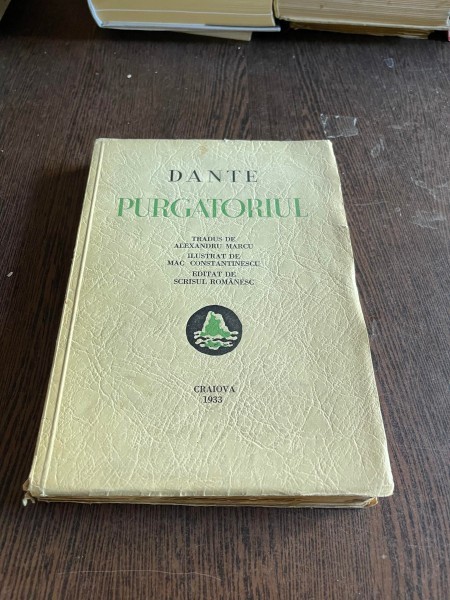 DANTE
PURGATORIUL
TRADUS DE
ALEXANDRU MARCU
ILUSTRAT DE
MAC CONSTANTINESCU
EDITAT DE
SCRISUL ROMÂNESC
CRAIOVA
1933